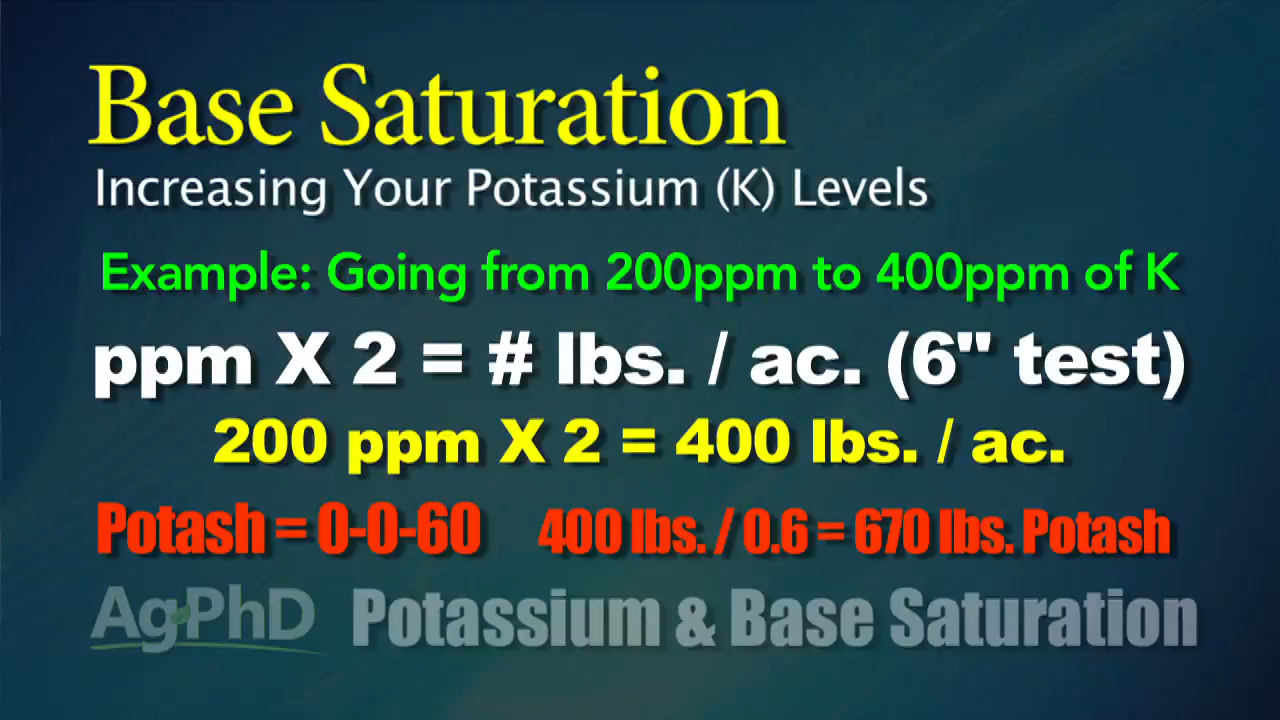 Base Saturation
Increasing Your Potassium (K) Levels
Example: Going from 200ppm to 400ppm of K
ppm X 2 = # lbs. / ac. (6" test)
200 ppm X 2 = 400 lbs. / ac.
Potash = 0-0-60 400 lbs. / 0.6 = 670 lbs. Potash
AgPhD Potassium & Base Saturation